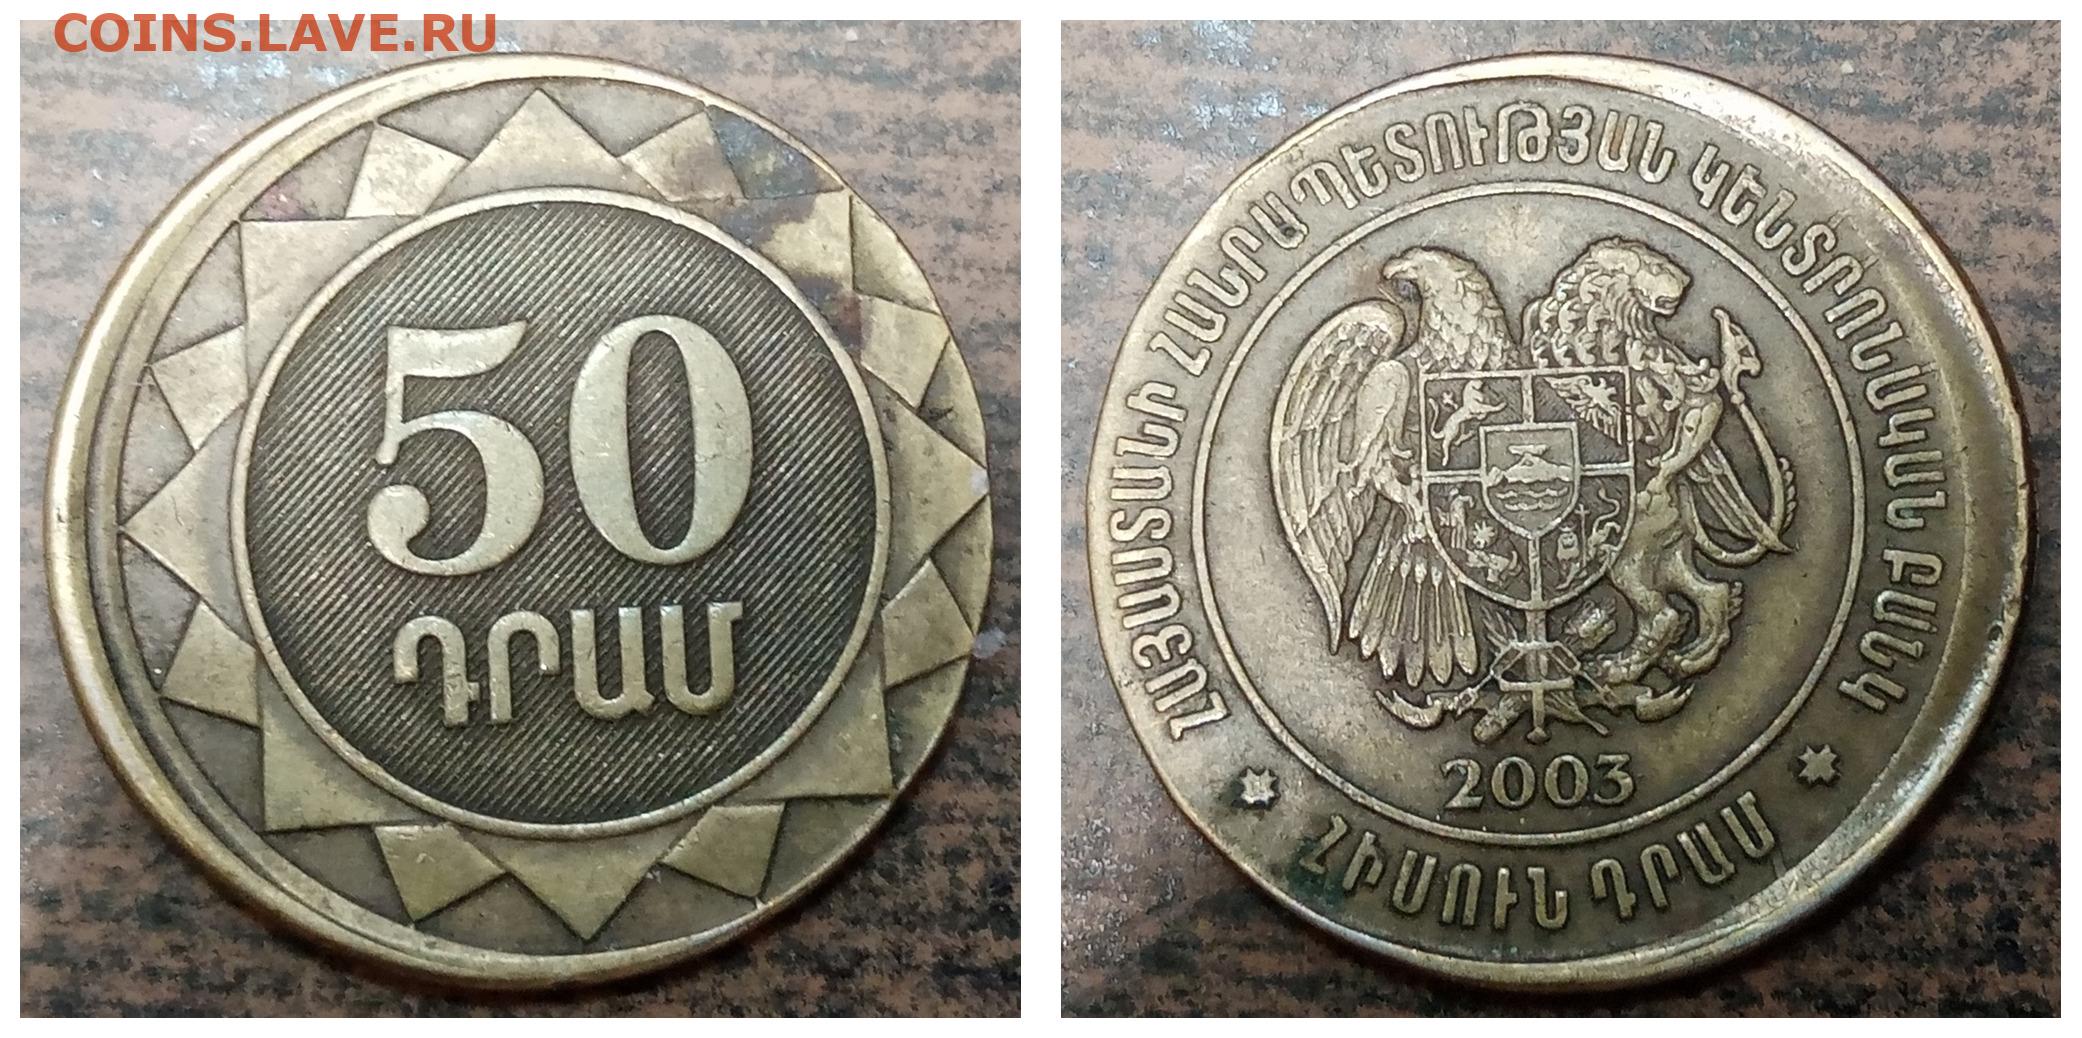 COINS.LAVE.RU
50
ԴՐԱՄ
ՀԱՅԱՍՏԱՆԻ ՀԱՆՐԱՊԵՏՈՒԹՅԱՆ ԿԵՆՏՐՈՆԱԿԱՆ ԲԱՆԿ
2003
ՀԻՍՈՒՆ ԴՐԱՄ